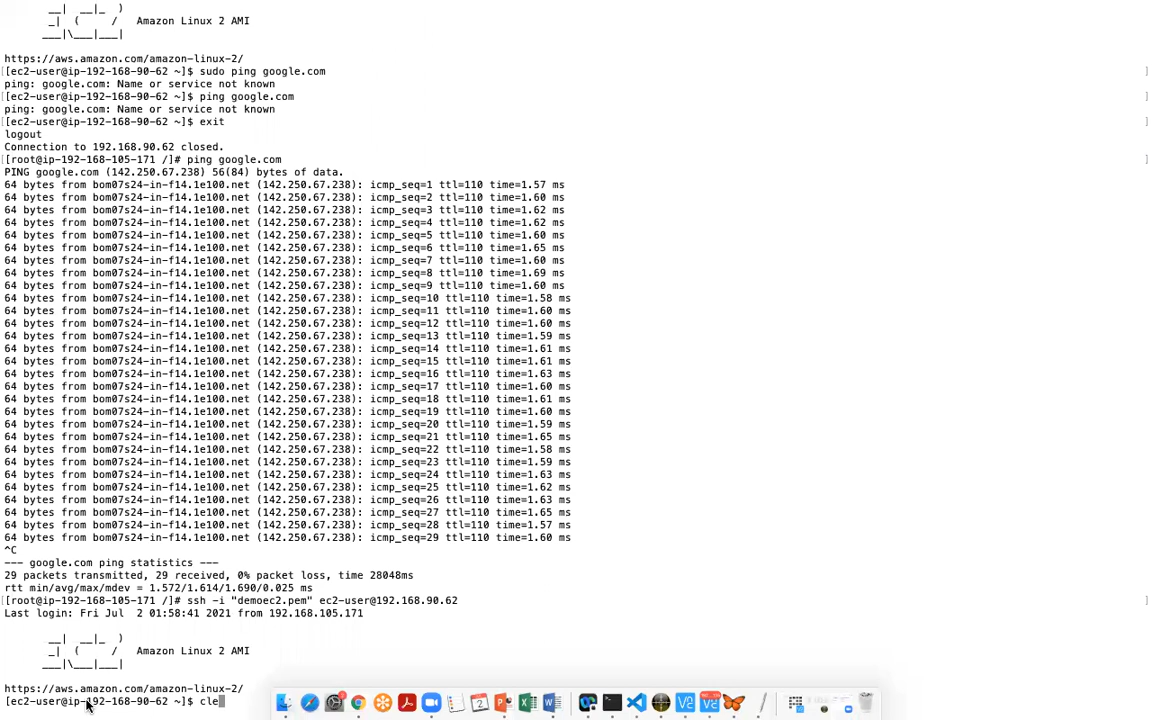 __|  __|_  )
_|  (     /   Amazon Linux 2 AMI
___|\___|___|
https://aws.amazon.com/amazon-linux-2/
[[ec2-user@ip-192-168-90-62 ~]$ sudo ping google.com ]
ping: google.com: Name or service not known
[[ec2-user@ip-192-168-90-62 ~]$ ping google.com ]
ping: google.com: Name or service not known
[[ec2-user@ip-192-168-90-62 ~]$ exit ]
logout
Connection to 192.168.90.62 closed.
[[root@ip-192-168-105-171 /]# ping google.com ]
PING google.com (142.250.67.238) 56(84) bytes of data.
64 bytes from bom07s24-in-f14.1e100.net (142.250.67.238): icmp_seq=1 ttl=110 time=1.57 ms
64 bytes from bom07s24-in-f14.1e100.net (142.250.67.238): icmp_seq=2 ttl=110 time=1.60 ms
64 bytes from bom07s24-in-f14.1e100.net (142.250.67.238): icmp_seq=3 ttl=110 time=1.62 ms
64 bytes from bom07s24-in-f14.1e100.net (142.250.67.238): icmp_seq=4 ttl=110 time=1.62 ms
64 bytes from bom07s24-in-f14.1e100.net (142.250.67.238): icmp_seq=5 ttl=110 time=1.60 ms
64 bytes from bom07s24-in-f14.1e100.net (142.250.67.238): icmp_seq=6 ttl=110 time=1.65 ms
64 bytes from bom07s24-in-f14.1e100.net (142.250.67.238): icmp_seq=7 ttl=110 time=1.60 ms
64 bytes from bom07s24-in-f14.1e100.net (142.250.67.238): icmp_seq=8 ttl=110 time=1.69 ms
64 bytes from bom07s24-in-f14.1e100.net (142.250.67.238): icmp_seq=9 ttl=110 time=1.60 ms
64 bytes from bom07s24-in-f14.1e100.net (142.250.67.238): icmp_seq=10 ttl=110 time=1.58 ms
64 bytes from bom07s24-in-f14.1e100.net (142.250.67.238): icmp_seq=11 ttl=110 time=1.60 ms
64 bytes from bom07s24-in-f14.1e100.net (142.250.67.238): icmp_seq=12 ttl=110 time=1.60 ms
64 bytes from bom07s24-in-f14.1e100.net (142.250.67.238): icmp_seq=13 ttl=110 time=1.59 ms
64 bytes from bom07s24-in-f14.1e100.net (142.250.67.238): icmp_seq=14 ttl=110 time=1.61 ms
64 bytes from bom07s24-in-f14.1e100.net (142.250.67.238): icmp_seq=15 ttl=110 time=1.61 ms
64 bytes from bom07s24-in-f14.1e100.net (142.250.67.238): icmp_seq=16 ttl=110 time=1.63 ms
64 bytes from bom07s24-in-f14.1e100.net (142.250.67.238): icmp_seq=17 ttl=110 time=1.60 ms
64 bytes from bom07s24-in-f14.1e100.net (142.250.67.238): icmp_seq=18 ttl=110 time=1.61 ms
64 bytes from bom07s24-in-f14.1e100.net (142.250.67.238): icmp_seq=19 ttl=110 time=1.60 ms
64 bytes from bom07s24-in-f14.1e100.net (142.250.67.238): icmp_seq=20 ttl=110 time=1.59 ms
64 bytes from bom07s24-in-f14.1e100.net (142.250.67.238): icmp_seq=21 ttl=110 time=1.65 ms
64 bytes from bom07s24-in-f14.1e100.net (142.250.67.238): icmp_seq=22 ttl=110 time=1.58 ms
64 bytes from bom07s24-in-f14.1e100.net (142.250.67.238): icmp_seq=23 ttl=110 time=1.59 ms
64 bytes from bom07s24-in-f14.1e100.net (142.250.67.238): icmp_seq=24 ttl=110 time=1.63 ms
64 bytes from bom07s24-in-f14.1e100.net (142.250.67.238): icmp_seq=25 ttl=110 time=1.62 ms
64 bytes from bom07s24-in-f14.1e100.net (142.250.67.238): icmp_seq=26 ttl=110 time=1.63 ms
64 bytes from bom07s24-in-f14.1e100.net (142.250.67.238): icmp_seq=27 ttl=110 time=1.65 ms
64 bytes from bom07s24-in-f14.1e100.net (142.250.67.238): icmp_seq=28 ttl=110 time=1.57 ms
64 bytes from bom07s24-in-f14.1e100.net (142.250.67.238): icmp_seq=29 ttl=110 time=1.60 ms
^C
--- google.com ping statistics ---
29 packets transmitted, 29 received, 0% packet loss, time 28048ms
rtt min/avg/max/mdev = 1.572/1.614/1.690/0.025 ms
[[root@ip-192-168-105-171 /]# ssh -i "demoec2.pem" ec2-user@192.168.90.62 ]
Last login: Fri Jul  2 01:58:41 2021 from 192.168.105.171
__|  __|_  )
_|  (     /   Amazon Linux 2 AMI
___|\___|___|
https://aws.amazon.com/amazon-linux-2/
[ec2-user@ip-192-168-90-62 ~]$ cle